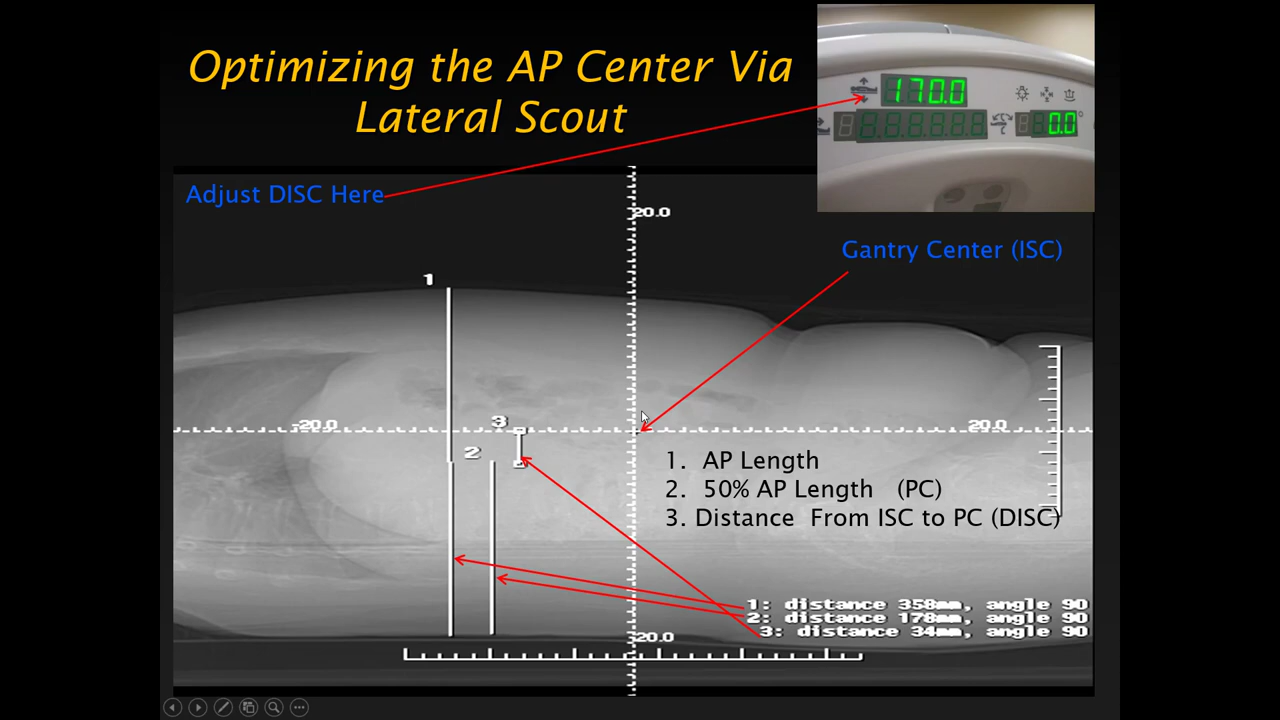 Optimizing the AP Center Via
Lateral Scout
170.0
0.0
Adjust DISC Here
20.0
Gantry Center (ISC)
1
-20.0
3
20.0
2
1. AP Length
2. 50% AP Length (PC)
3. Distance From ISC to PC (DISC)
1: distance 358mm, angle 90
2: distance 178mm, angle 90
3: distance 34mm, angle 90
20.0